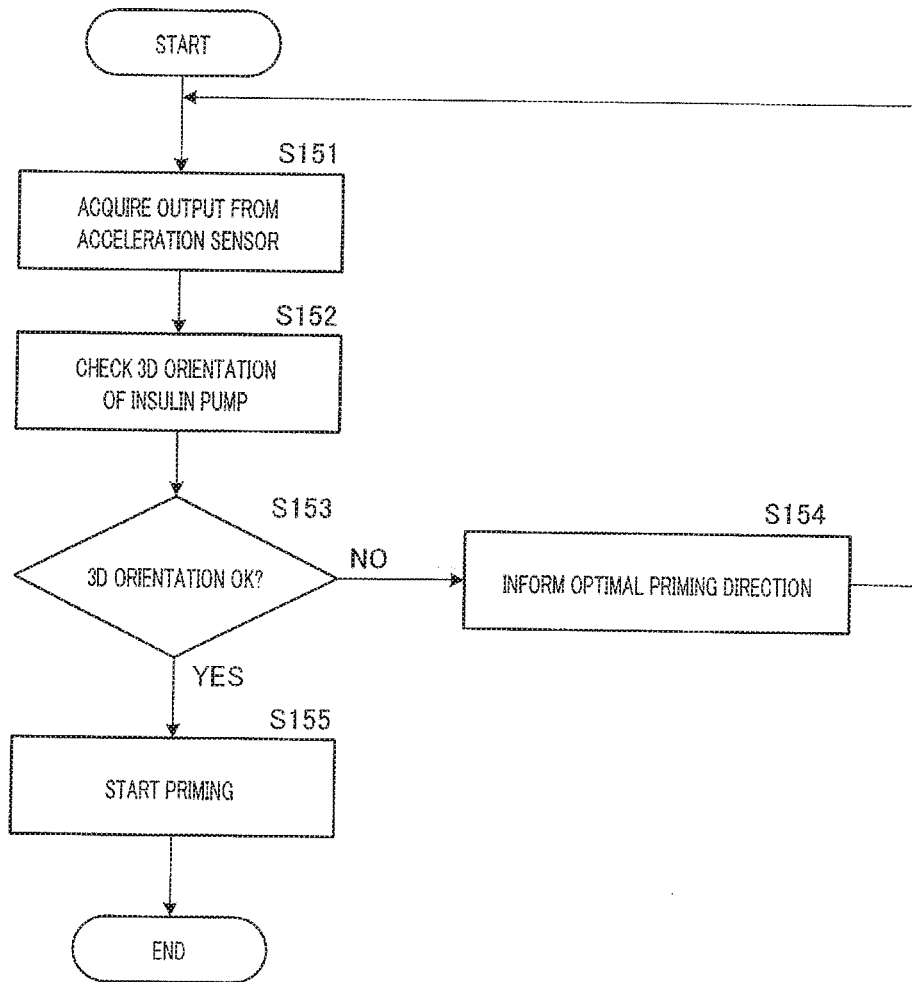 START
S151
ACQUIRE OUTPUT FROM
ACCELERATION SENSOR
S152
CHECK 3D ORIENTATION
OF INSULIN PUMP
S153
3D ORIENTATION OK?
NO
S154
INFORM OPTIMAL PRIMING DIRECTION
YES
S155
START PRIMING
END